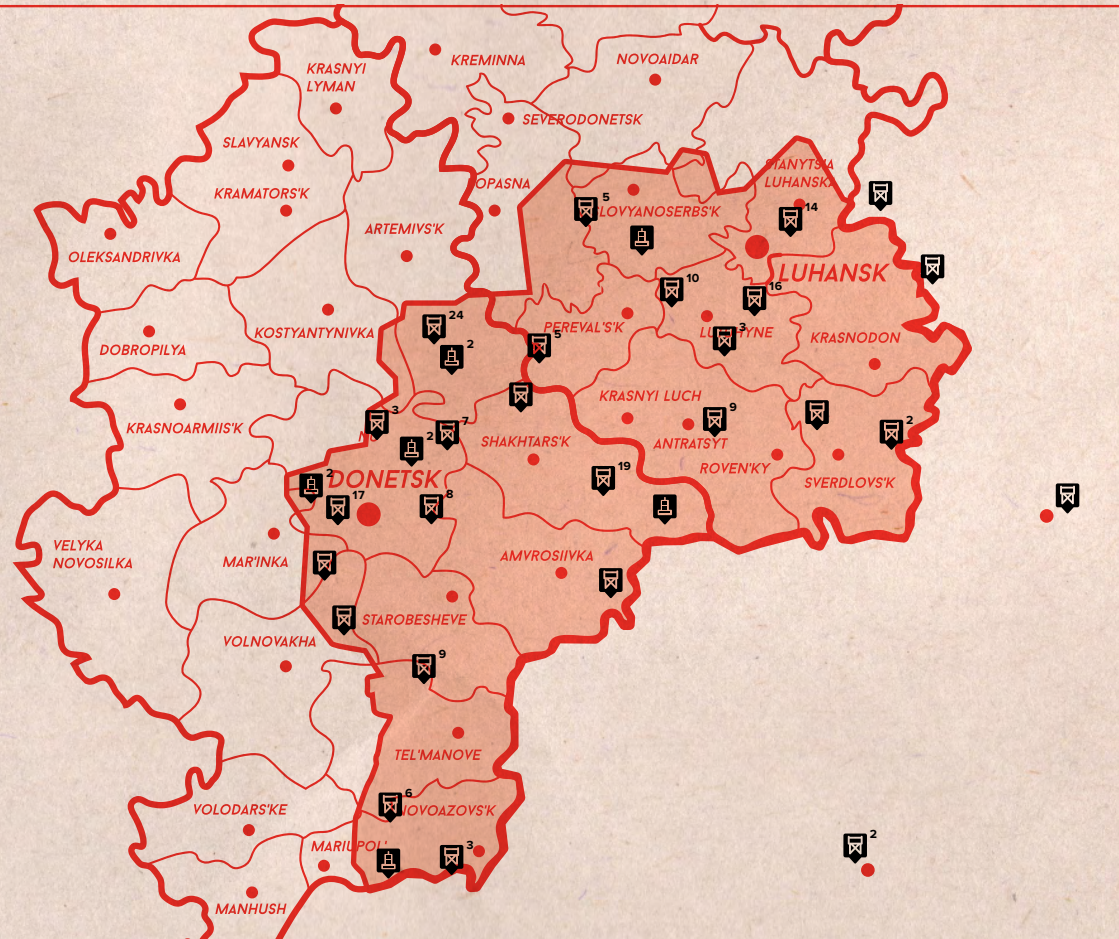 KREMINNA
NOVOAIDAR
KRASNYI
LYMAN
SEVERODONETSK
SLAVYANSK
STANYTSIA
LUHANSKA
OPASNA
KRAMATORS'K
5
SLOVYANOSERBS'K
14
ARTEMIVS'K
OLEKSANDRIVKA
LUHANSK
10
16
24
KOSTYANTYNIVKA
PEREVAL'S'K
5
3
KRASNODON
2
DOBROPILYA
KRASNYI LUCH
3
9
2
KRASNOARMIIS'K
7
2
SHAKHTARS'K
ANTRATSYT
ROVEN'KY
19
SVERDLOVS'K
2
DONETSK
17
8
VELYKA
NOVOSILKA
MAR'INKA
AMVROSIIVKA
STAROBESHEVE
VOLNOVAKHA
9
TEL'MANOVE
6
VOLODARS'KE
NOVOAZOVS'K
2
MARIUPOL'
3
MANHUSH